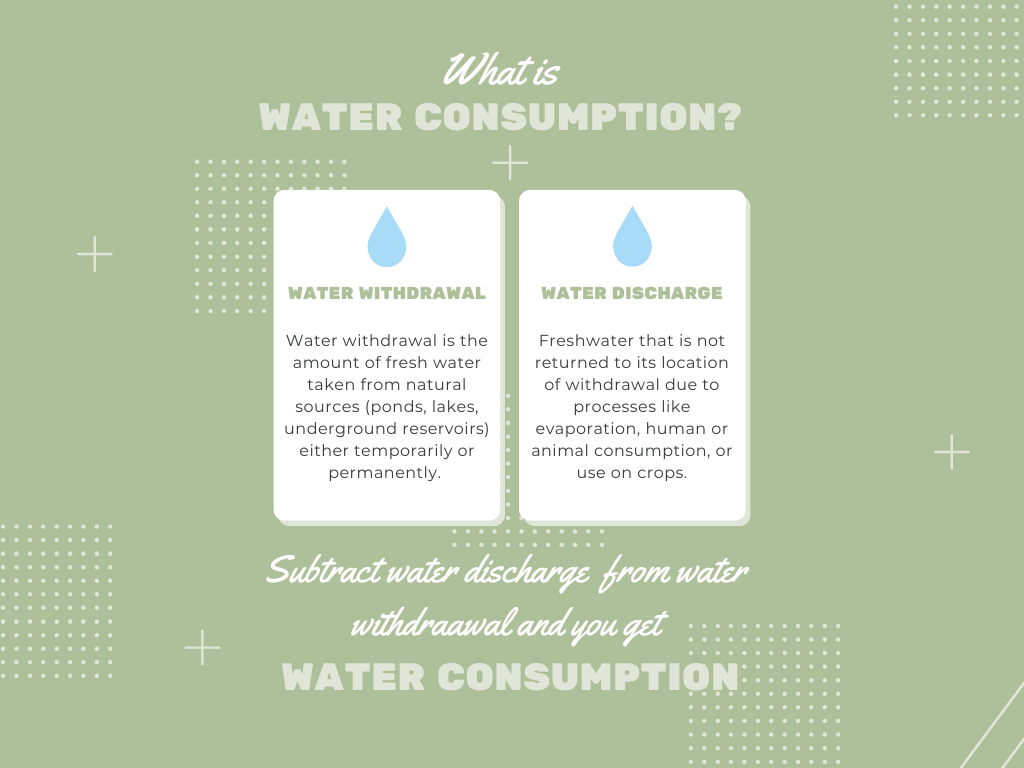 What is
WATER CONSUMPTION?
WATER WITHDRAWAL
Water withdrawal is the
amount of fresh water
taken from natural
sources (ponds, lakes,
underground reservoirs)
either temporarily or
permanently.
WATER DISCHARGE
Freshwater that is not
returned to its location
of withdrawal due to
processes like
evaporation, human or
animal consumption, or
use on crops.
Subtract water discharge from water
withdraawal and you get
WATER CONSUMPTION